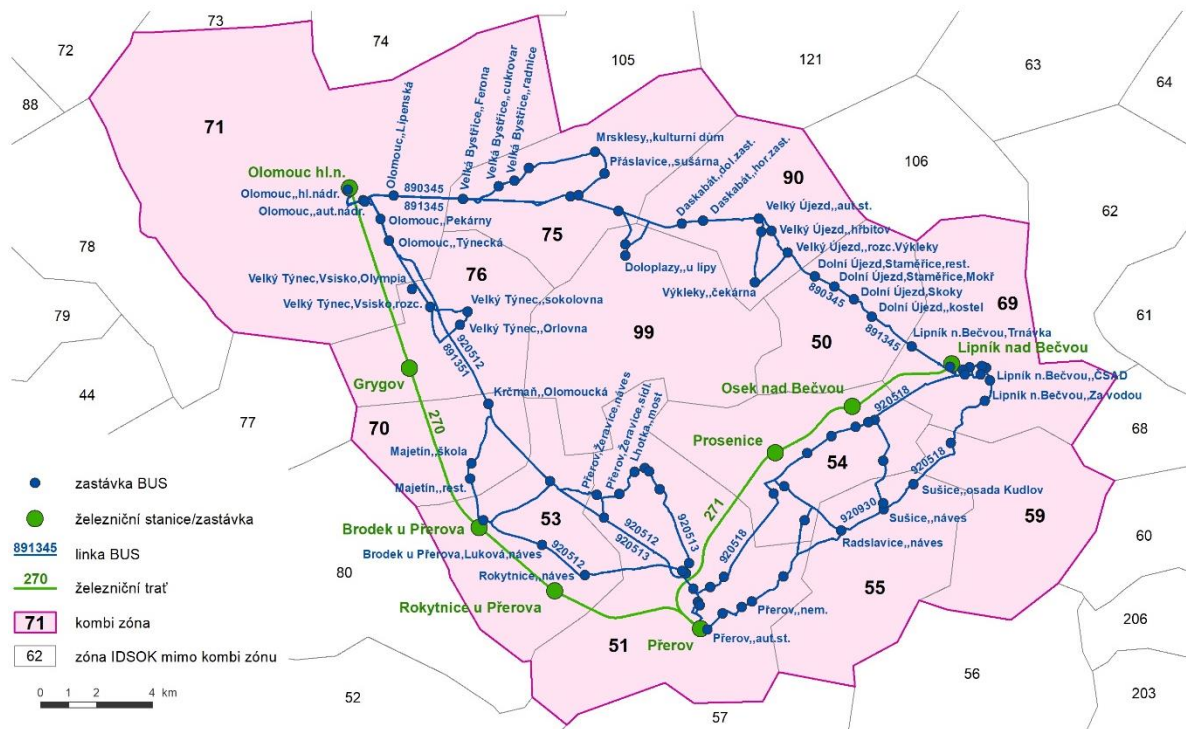 73
72
74
105
121
63
64
88
71
106
62
90
78
75
76
79
61
69
99
50
44
77
70
68
54
53
59
80
60
55
51
206
56
52
57
203
Olomouc,,Lipenská
Velká Bystřice,,Ferona
Velká Bystřice,,cukrovar
Velká Bystřice,,radnice
Mrsklesy,,kulturní dům
Přáslavice,,sušárna
Olomouc hl.n.
Olomouc,,hl.nádr.
890345
891345
Olomouc,,aut.nádr.
Olomouc,,Pekárny
Olomouc,,Týnecká
Daskabát,,dol.zast.
Daskabát,,hor.zast.
Velký Újezd,,aut.st.
Velký Újezd,,hřbitov
Velký Újezd,,rozc.Výkleky
Doloplazy,,u lípy
Výkleky,,čekárna
Dolní Újezd,Staměřice,rest.
Dolní Újezd,Staměřice,Mokř
Dolní Újezd,Skoky
Dolní Újezd,,kostel
890345
891345
Velký Týnec,Vsisko,Olympia
Velký Týnec,Vsisko,rozc.
Velký Týnec,,sokolovna
Velký Týnec,,Orlovna
920512
891351
Lipník n.Bečvou,Trnávka
Lipník nad Bečvou
Lipník n.Bečvou,,ČSAD
Lipník n.Bečvou,,Za vodou
Grygov
Krčmaň,,Olomoucká
Osek nad Bečvou
920518
270
Prosenice
Majetín,,škola
Majetín,,rest.
Přerov,Žeravice,náves
Přerov,Žeravice,sídl.
Lhotka,,most
920518
Sušice,,osada Kudlov
920930
Sušice,,náves
Radslavice,,náves
271
Brodek u Přerova
920512
920513
920513
920518
Brodek u Přerova,Luková,náves
920512
Rokytnice,,náves
Rokytnice u Přerova
Přerov,,nem.
Přerov
Přerov,,aut.st.
zastávka BUS
železniční stanice/zastávka
891345 linka BUS
270 železniční trať
71 kombi zóna
62 zóna IDSOK mimo kombi zónu
0 1 2 4 km